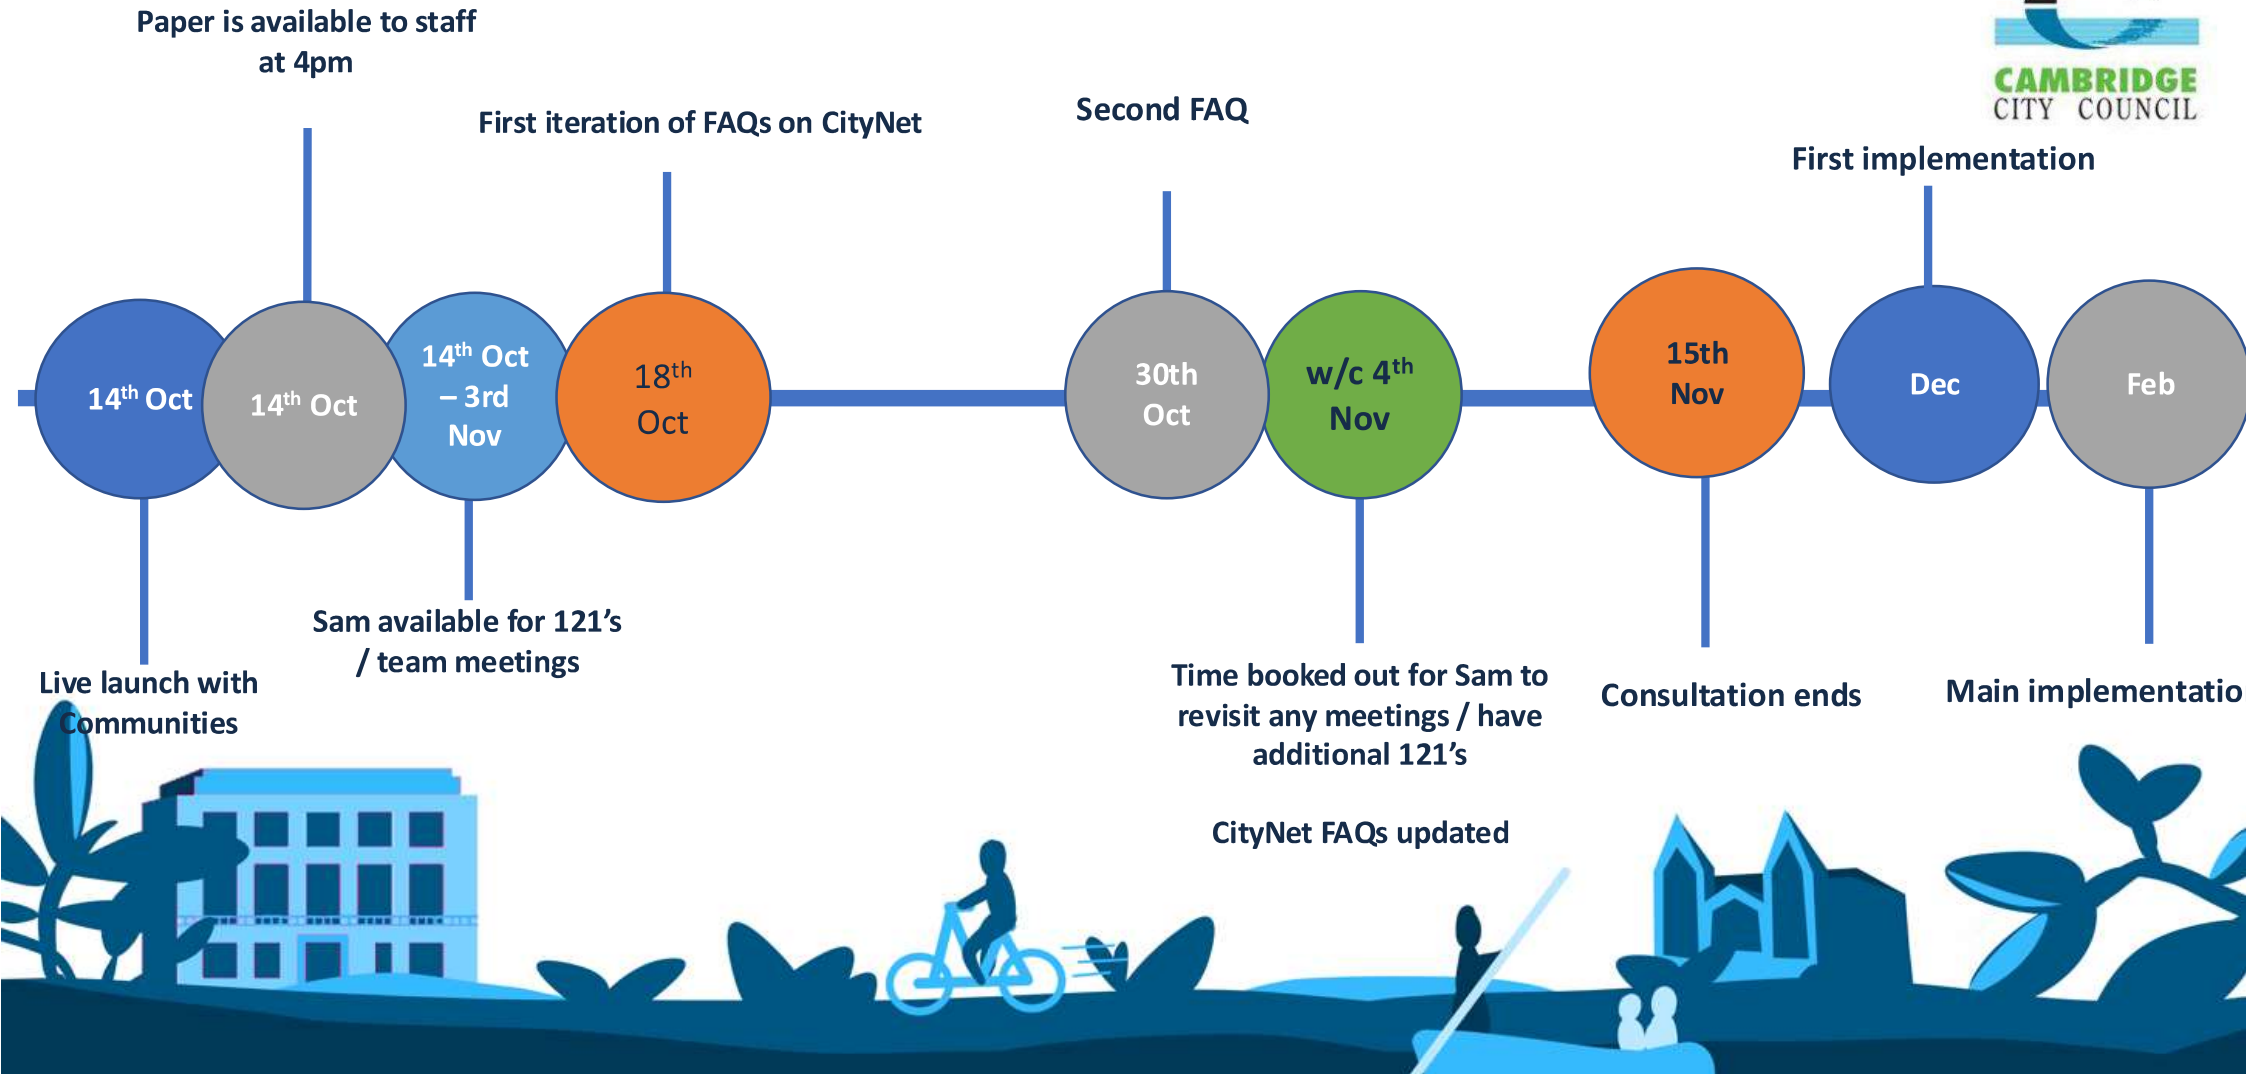 Paper is available to staff
at 4pm
First iteration of FAQs on CityNet
Second FAQ
CAMBRIDGE
CITY COUNCIL
First implementation
14th Oct
14th Oct
14th Oct
– 3rd
Nov
18th
Oct
30th
Oct
w/c 4th
Nov
15th
Nov
Dec
Feb
Live launch with
Communities
Sam available for 121’s
/ team meetings
Time booked out for Sam to
revisit any meetings / have
additional 121’s
CityNet FAQs updated
Consultation ends
Main implementatio